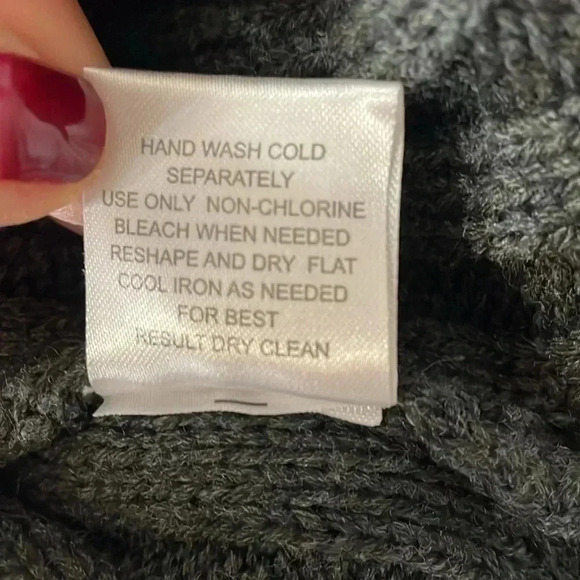 HAND WASH COLD
SEPARATELY
USE ONLY NON-CHLORINE
BLEACH WHEN NEEDED
RESHAPE AND DRY FLAT
COOL IRON AS NEEDED
FOR BEST
RESULT DRY CLEAN